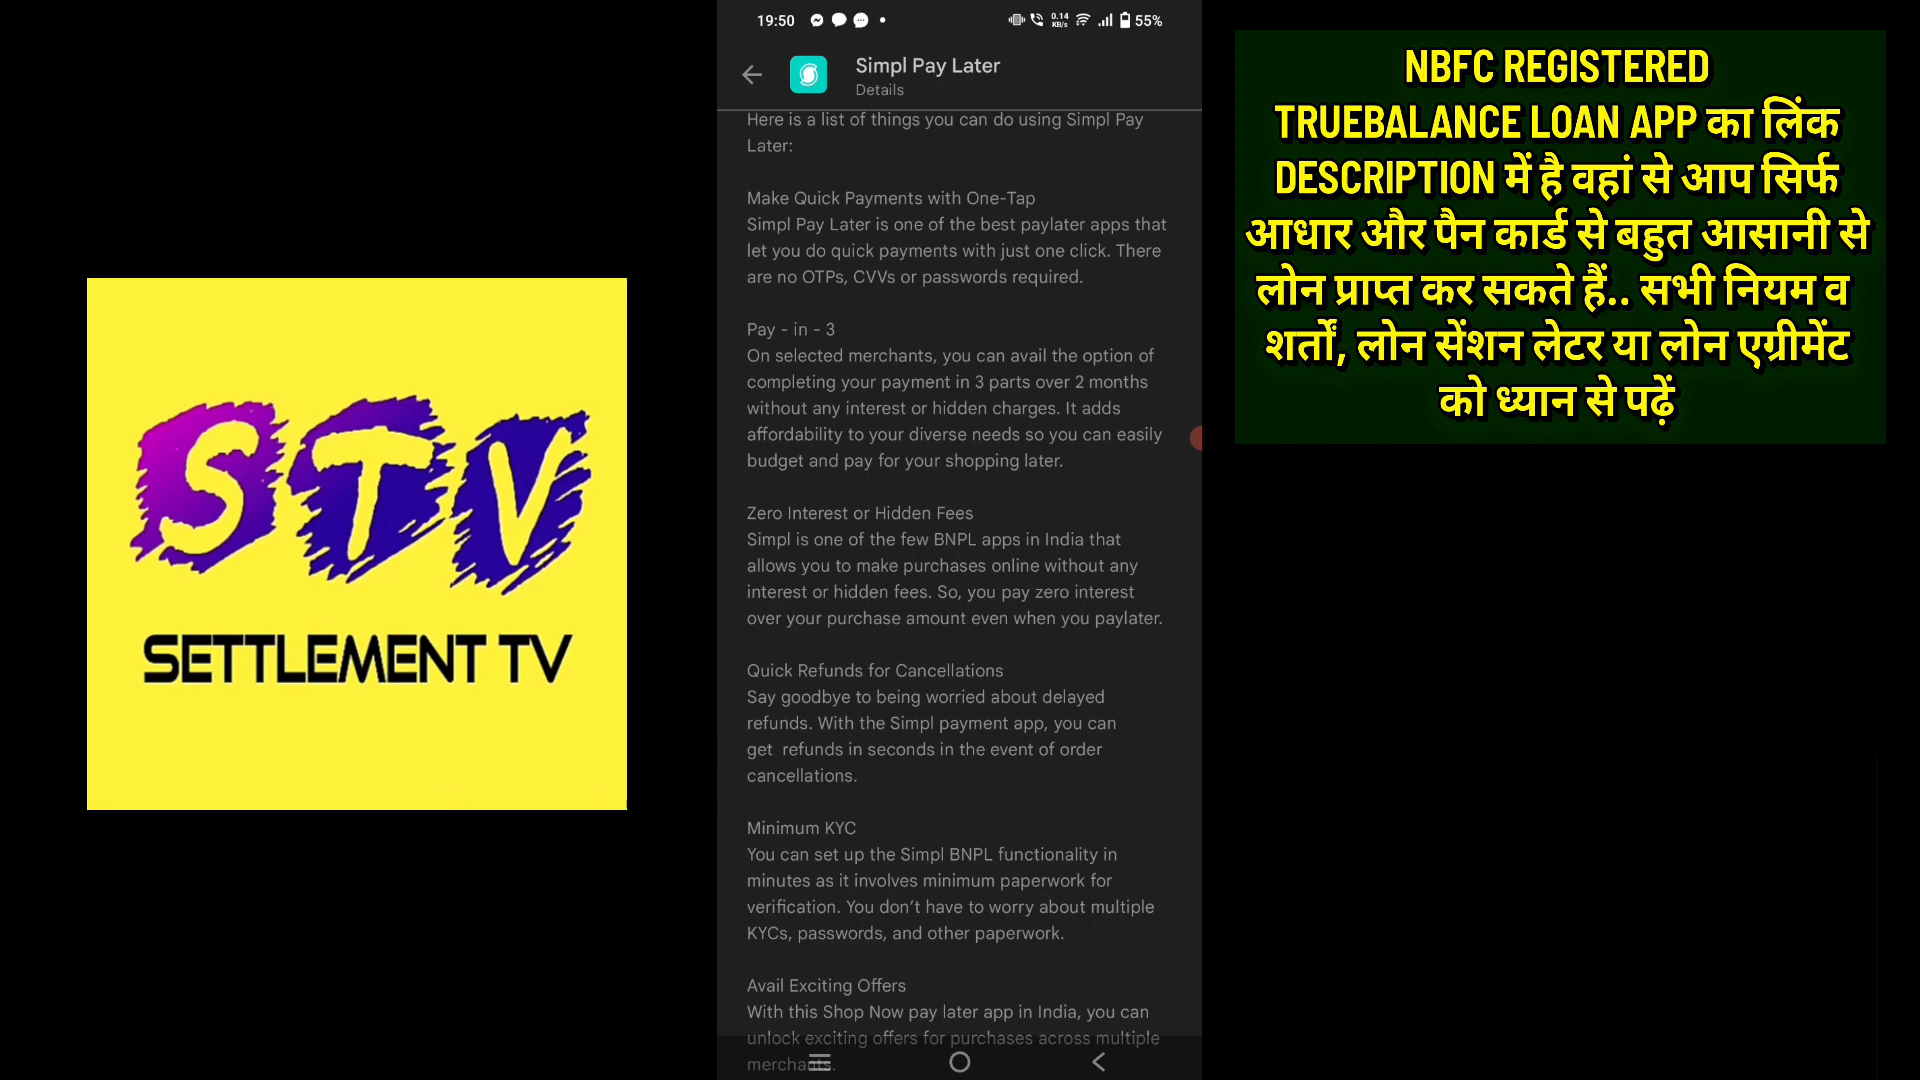 STV
SETTLEMENT TV
19:50
0.14
KB/s
55%
Simpl Pay Later
Details
Here is a list of things you can do using Simpl Pay
Later:
Make Quick Payments with One-Tap
Simpl Pay Later is one of the best paylater apps that
let you do quick payments with just one click. There
are no OTPs, CVVs or passwords required.
Pay - in - 3
On selected merchants, you can avail the option of
completing your payment in 3 parts over 2 months
without any interest or hidden charges. It adds
affordability to your diverse needs so you can easily
budget and pay for your shopping later.
Zero Interest or Hidden Fees
Simpl is one of the few BNPL apps in India that
allows you to make purchases online without any
interest or hidden fees. So, you pay zero interest
over your purchase amount even when you paylater.
Quick Refunds for Cancellations
Say goodbye to being worried about delayed
refunds. With the Simpl payment app, you can
get  refunds in seconds in the event of order
cancellations.
Minimum KYC
You can set up the Simpl BNPL functionality in
minutes as it involves minimum paperwork for
verification. You don’t have to worry about multiple
KYCs, passwords, and other paperwork.
Avail Exciting Offers
With this Shop Now pay later app in India, you can
unlock exciting offers for purchases across multiple
merchants.
NBFC REGISTERED
TRUEBALANCE LOAN APP का लिंक
DESCRIPTION में है वहां से आप सिर्फ
आधार और पैन कार्ड से बहुत आसानी से
लोन प्राप्त कर सकते हैं.. सभी नियम व
शर्तों, लोन सेंशन लेटर या लोन एग्रीमेंट
को ध्यान से पढ़ें